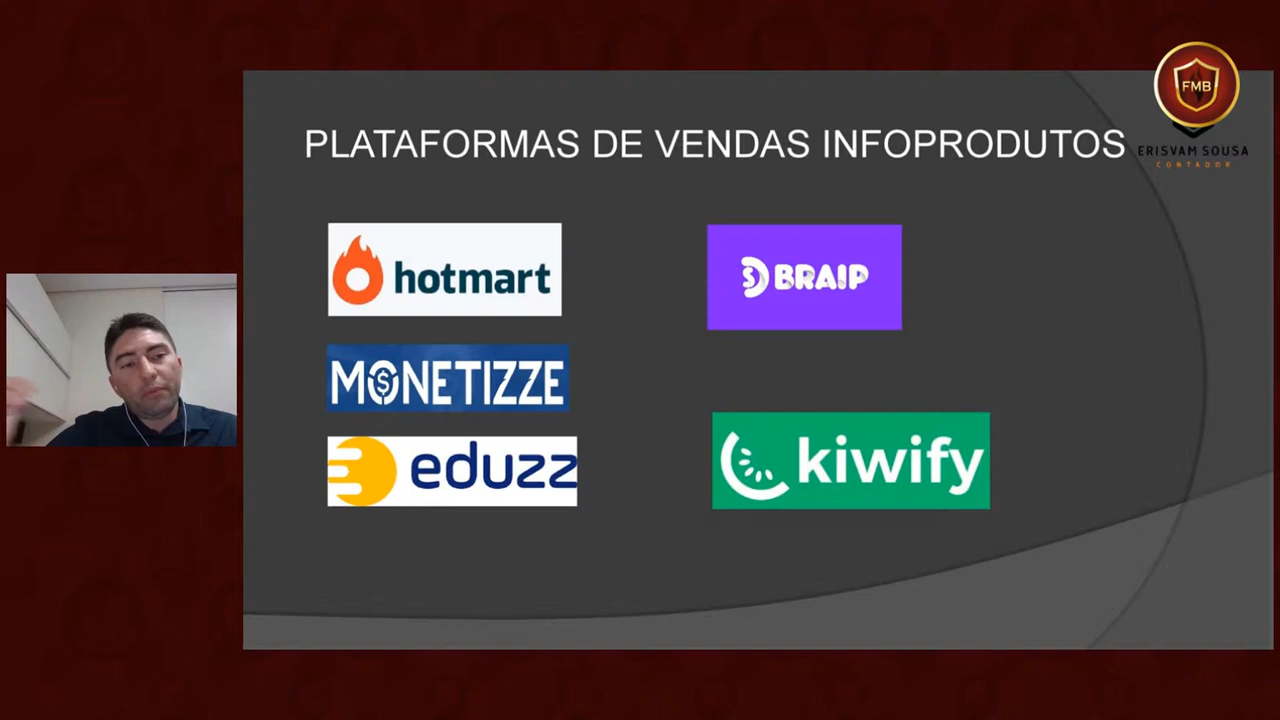 FMB
PLATAFORMAS DE VENDAS INFOPRODUTOS
ERISVAM SOUSA
CONTADOR
hotmart
BRAIP
MONETIZZE
eduzz
kiwify